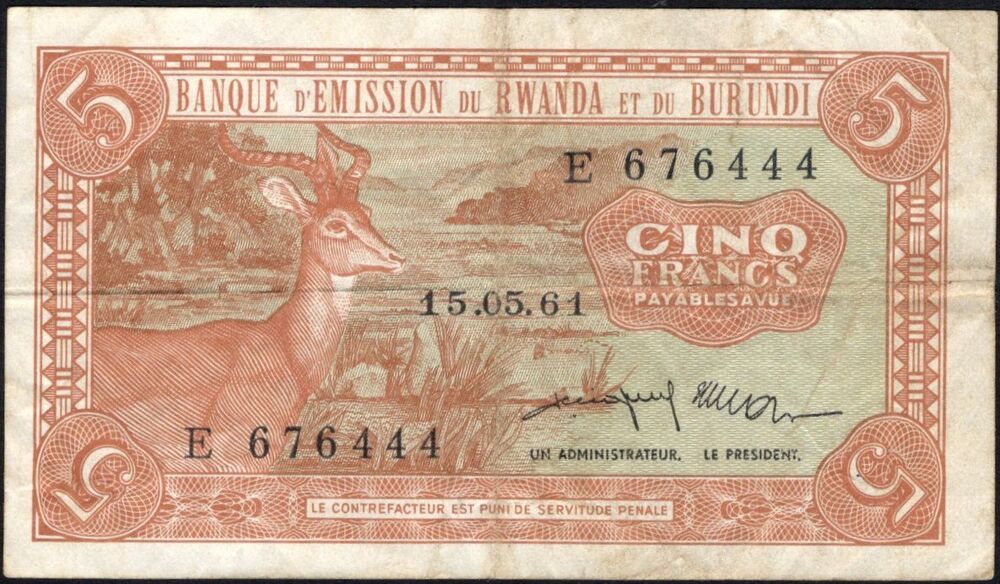 5 BANQUE D'EMISSION DU RWANDA ET DU BURUNDI 5
E 676444
CINQ
FRANCS
PAYABLES A VUE
15.05.61
E 676444
UN ADMINISTRATEUR. LE PRESIDENT.
5 LE CONTREFACTEUR EST PUNI DE SERVITUDE PENALE 5